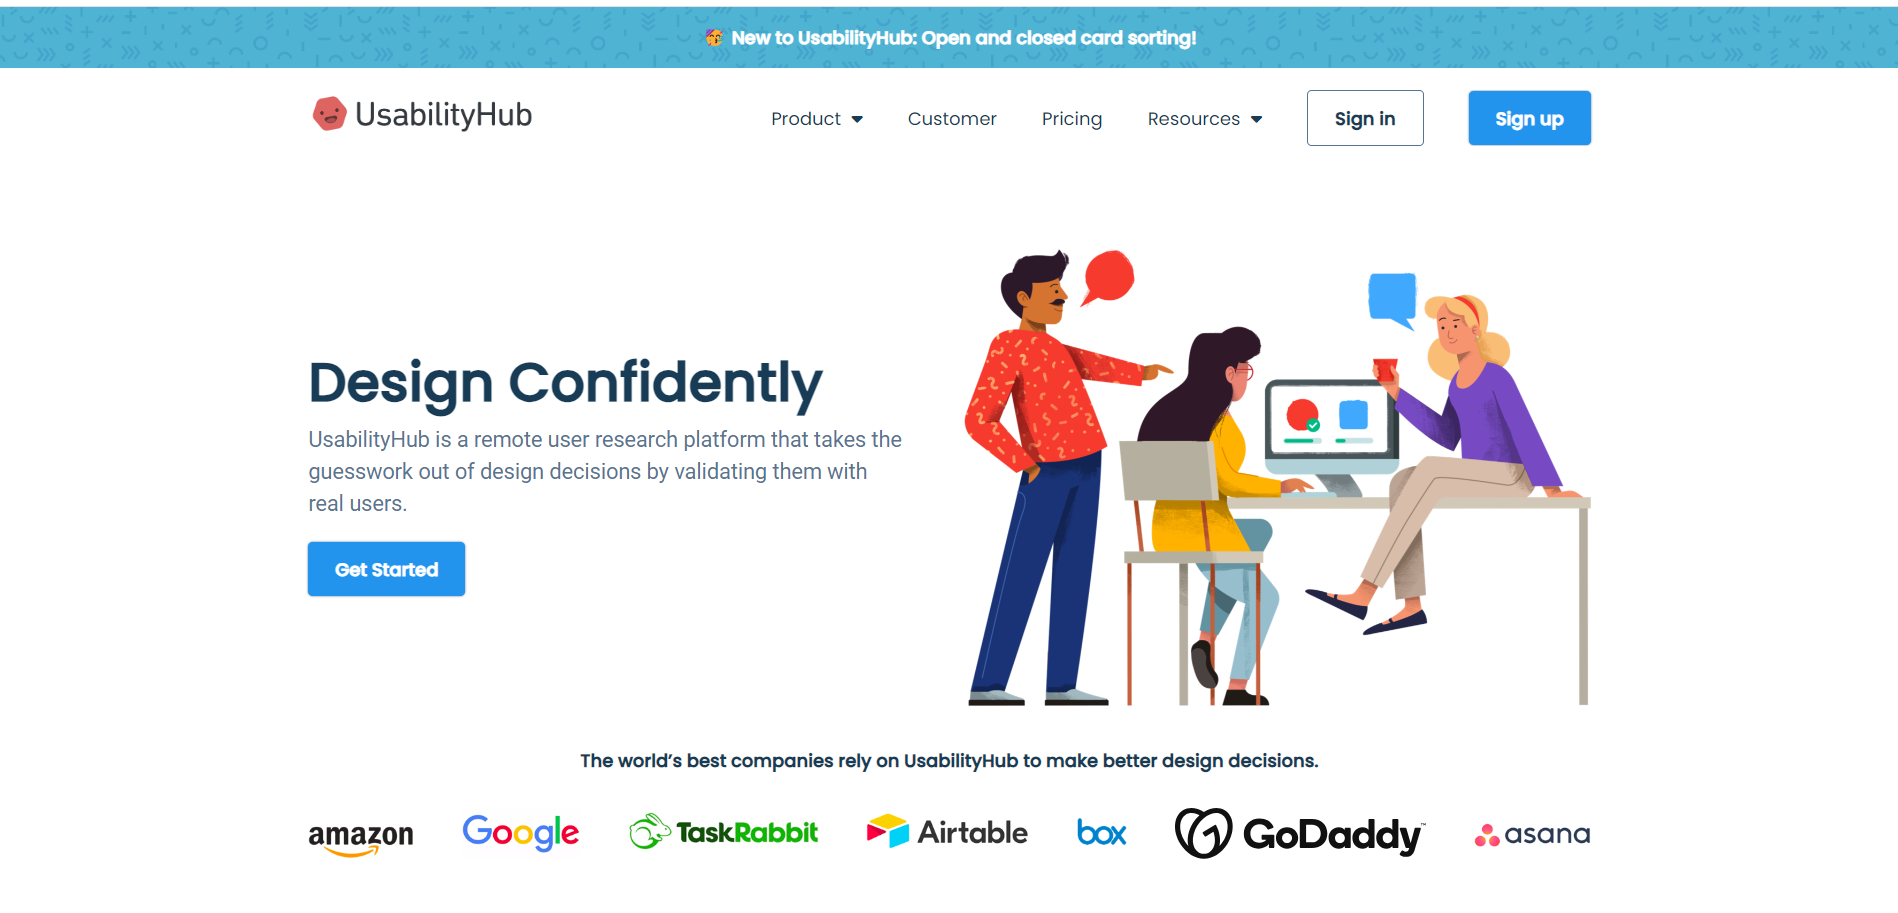 New to UsabilityHub: Open and closed card sorting!
UsabilityHub
Product
Customer
Pricing
Resources
Sign in
Sign up
Design Confidently
UsabilityHub is a remote user research platform that takes the
guesswork out of design decisions by validating them with
real users.
Get Started
The world’s best companies rely on UsabilityHub to make better design decisions.
amazon
Google
TaskRabbit
Airtable
box
GoDaddy™
asana